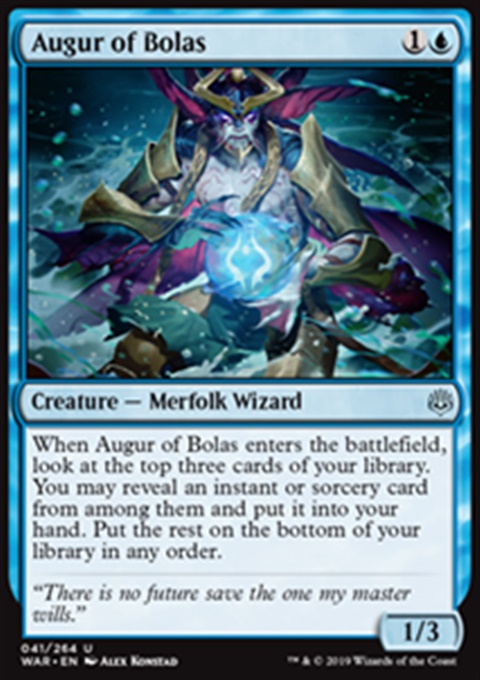 Augur of Bolas 1
Creature — Merfolk Wizard
When Augur of Bolas enters the battlefield,
look at the top three cards of your library.
You may reveal an instant or sorcery card
from among them and put it into your
hand. Put the rest on the bottom of your
library in any order.
“There is no future save the one my master
wills.”
1/3
041/264 U
WAR • EN Alex Konstad
™ & © 2019 Wizards of the Coast